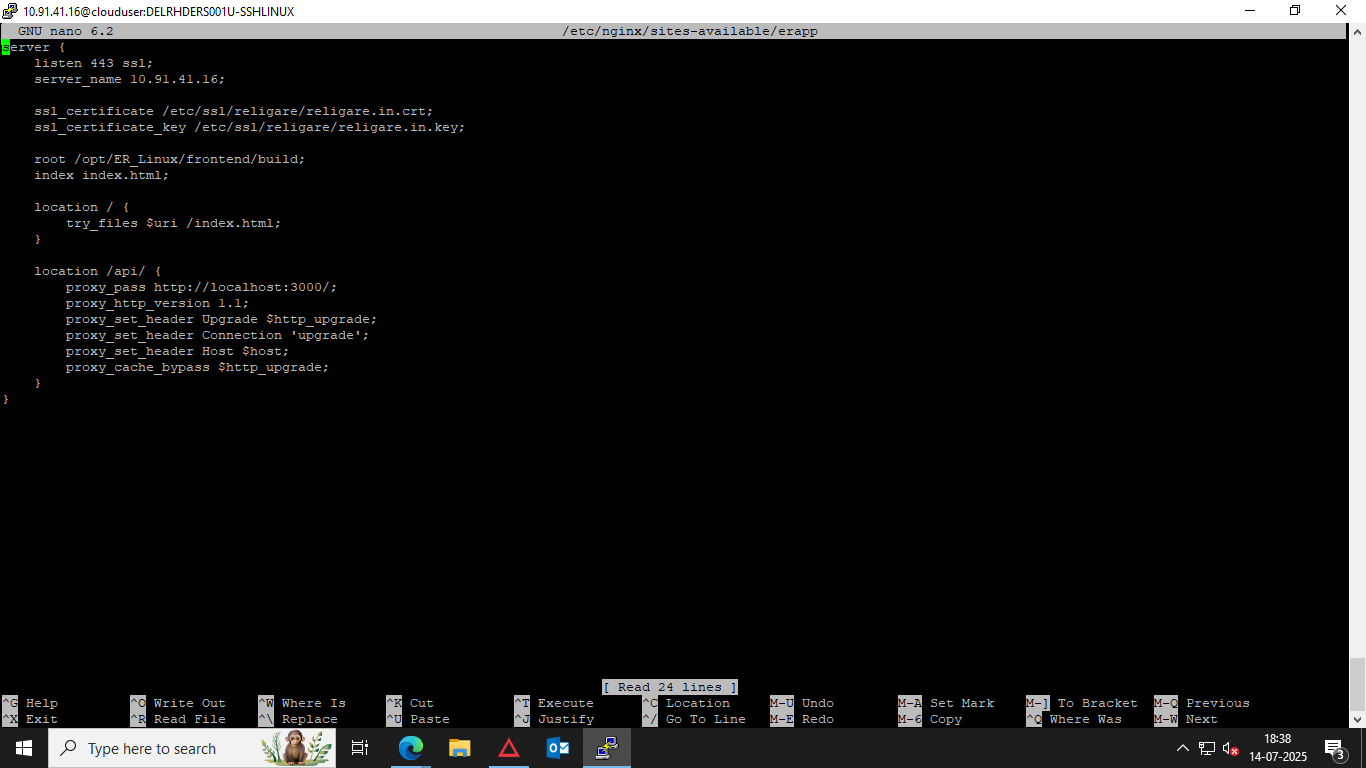 10.91.41.16@clouduser:DELRHDERS001U-SSHLINUX
GNU nano 6.2 /etc/nginx/sites-available/erapp
server {
    listen 443 ssl;
    server_name 10.91.41.16;

    ssl_certificate /etc/ssl/religare/religare.in.crt;
    ssl_certificate_key /etc/ssl/religare/religare.in.key;

    root /opt/ER_Linux/frontend/build;
    index index.html;

    location / {
        try_files $uri /index.html;
    }

    location /api/ {
        proxy_pass http://localhost:3000/;
        proxy_http_version 1.1;
        proxy_set_header Upgrade $http_upgrade;
        proxy_set_header Connection 'upgrade';
        proxy_set_header Host $host;
        proxy_cache_bypass $http_upgrade;
    }
}
[ Read 24 lines ]
^G Help ^O Write Out ^W Where Is ^K Cut ^T Execute ^C Location M-U Undo M-A Set Mark M-] To Bracket M-Q Previous
^X Exit ^R Read File ^\ Replace ^U Paste ^J Justify ^/ Go To Line M-E Redo M-6 Copy ^Q Where Was M-W Next
Type here to search
18:38
14-07-2025
3